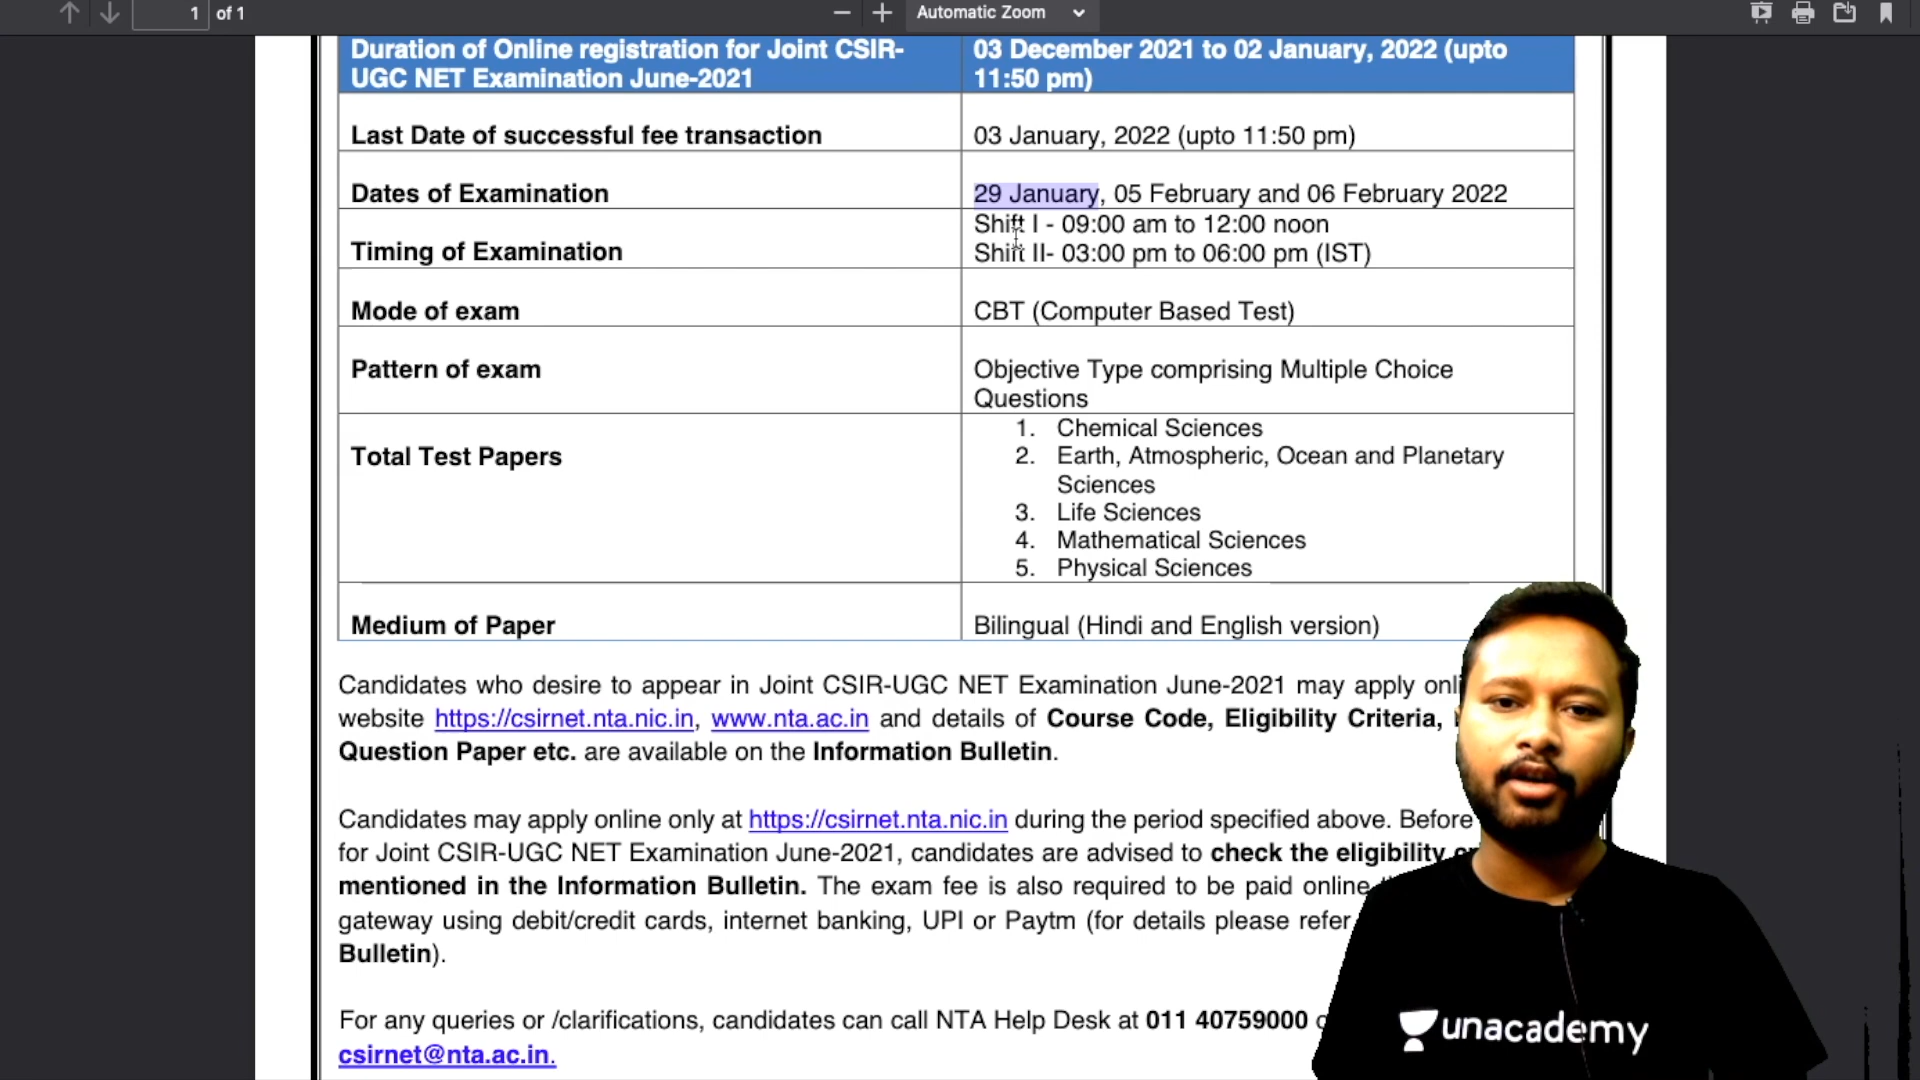 1 of 1 Automatic Zoom
Duration of Online registration for Joint CSIR-
UGC NET Examination June-2021
03 December 2021 to 02 January, 2022 (upto
11:50 pm)
Last Date of successful fee transaction
03 January, 2022 (upto 11:50 pm)
Dates of Examination
29 January, 05 February and 06 February 2022
Timing of Examination
Shift I - 09:00 am to 12:00 noon
Shift II- 03:00 pm to 06:00 pm (IST)
Mode of exam
CBT (Computer Based Test)
Pattern of exam
Objective Type comprising Multiple Choice
Questions
Total Test Papers
1. Chemical Sciences
2. Earth, Atmospheric, Ocean and Planetary
Sciences
3. Life Sciences
4. Mathematical Sciences
5. Physical Sciences
Medium of Paper
Bilingual (Hindi and English version)
Candidates who desire to appear in Joint CSIR-UGC NET Examination June-2021 may apply
website https://csirnet.nta.nic.in, www.nta.ac.in and details of Course Code, Eligibility Criteria,
Question Paper etc. are available on the Information Bulletin.
Candidates may apply online only at https://csirnet.nta.nic.in during the period specified above. Before
for Joint CSIR-UGC NET Examination June-2021, candidates are advised to check the eligibility
mentioned in the Information Bulletin. The exam fee is also required to be paid online
gateway using debit/credit cards, internet banking, UPI or Paytm (for details please refer
Bulletin).
For any queries or /clarifications, candidates can call NTA Help Desk at 011 40759000
csirnet@nta.ac.in.
unacademy